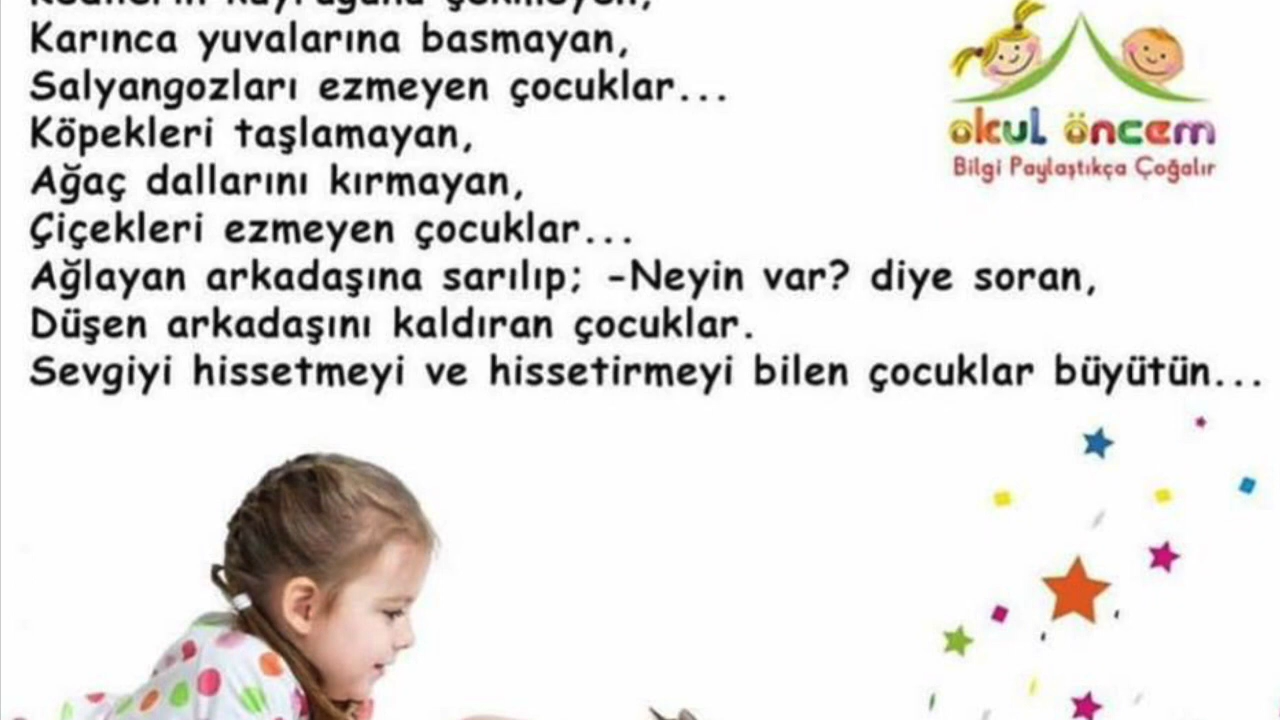 Karınca yuvalarına basmayan,
Salyangozları ezmeyen çocuklar...
Köpekleri taşlamayan,
Ağaç dallarını kırmayan,
Çiçekleri ezmeyen çocuklar...
Ağlayan arkadaşına sarılıp; -Neyin var? diye soran,
Düşen arkadaşını kaldıran çocuklar.
Sevgiyi hissetmeyi ve hissetirmeyi bilen çocuklar büyütün...
okul öncem
Bilgi Paylaştıkça Çoğalır